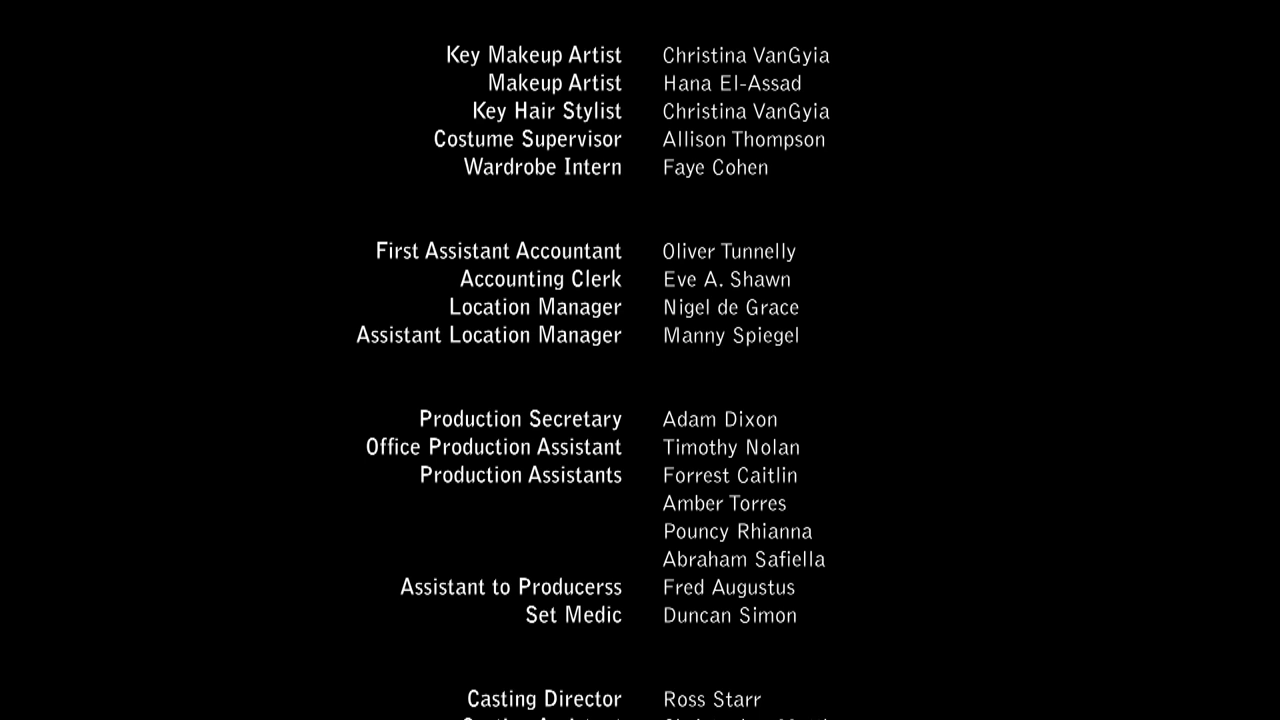 Key Makeup Artist Christina VanGyia
Makeup Artist Hana El-Assad
Key Hair Stylist Christina VanGyia
Costume Supervisor Allison Thompson
Wardrobe Intern Faye Cohen
First Assistant Accountant Oliver Tunnelly
Accounting Clerk Eve A. Shawn
Location Manager Nigel de Grace
Assistant Location Manager Manny Spiegel
Production Secretary Adam Dixon
Office Production Assistant Timothy Nolan
Production Assistants Forrest Caitlin
Amber Torres
Pouncy Rhianna
Abraham Safiella
Assistant to Producerss Fred Augustus
Set Medic Duncan Simon
Casting Director Ross Starr